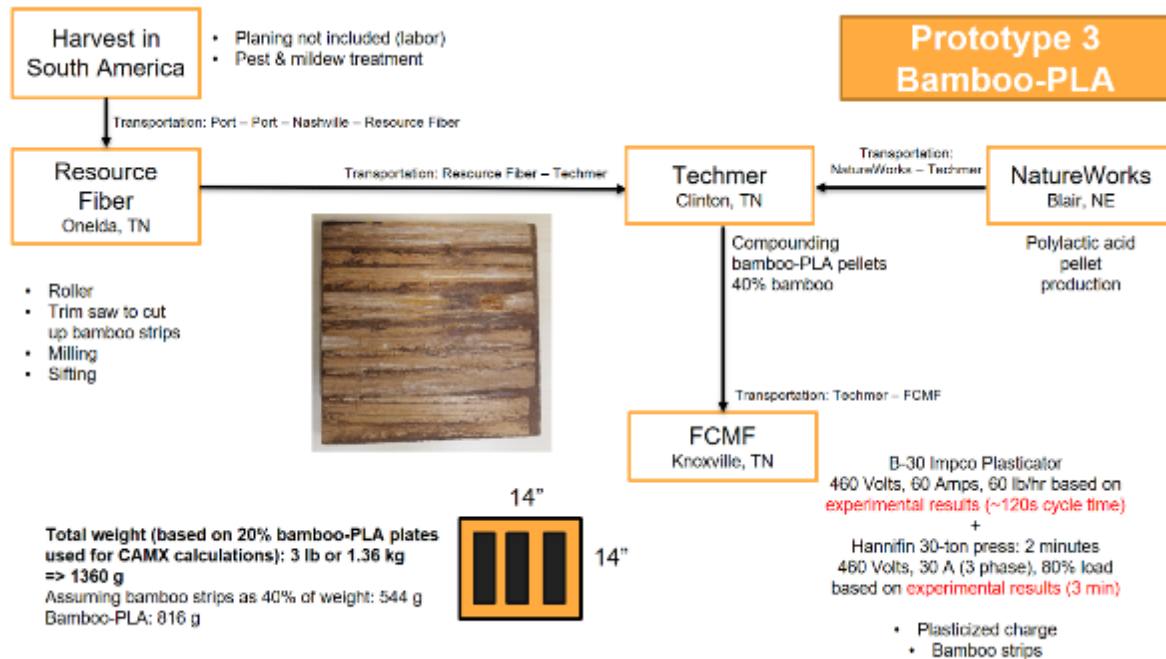 Harvest in
South America
• Planing not included (labor)
• Pest & mildew treatment
Prototype 3
Bamboo-PLA
Transportation: Port – Port – Nashville – Resource Fiber
Resource
Fiber
Oneida, TN
Transportation: Resource Fiber – Techmer
Techmer
Clinton, TN
Transportation:
NatureWorks – Techmer
NatureWorks
Blair, NE
Compounding
bamboo-PLA pellets
40% bamboo
Polylactic acid
pellet
production
• Roller
• Trim saw to cut
up bamboo strips
• Milling
• Sifting
Transportation: Techmer – FCMF
FCMF
Knoxville, TN
B-30 Impco Plasticator
460 Volts, 60 Amps, 60 lb/hr based on
experimental results (~120s cycle time)
+
Hannifin 30-ton press: 2 minutes
460 Volts, 30 A (3 phase), 80% load
based on experimental results (3 min)
• Plasticized charge
• Bamboo strips
14”
14”
Total weight (based on 20% bamboo-PLA plates
used for CAMX calculations): 3 lb or 1.36 kg
=> 1360 g
Assuming bamboo strips as 40% of weight: 544 g
Bamboo-PLA: 816 g